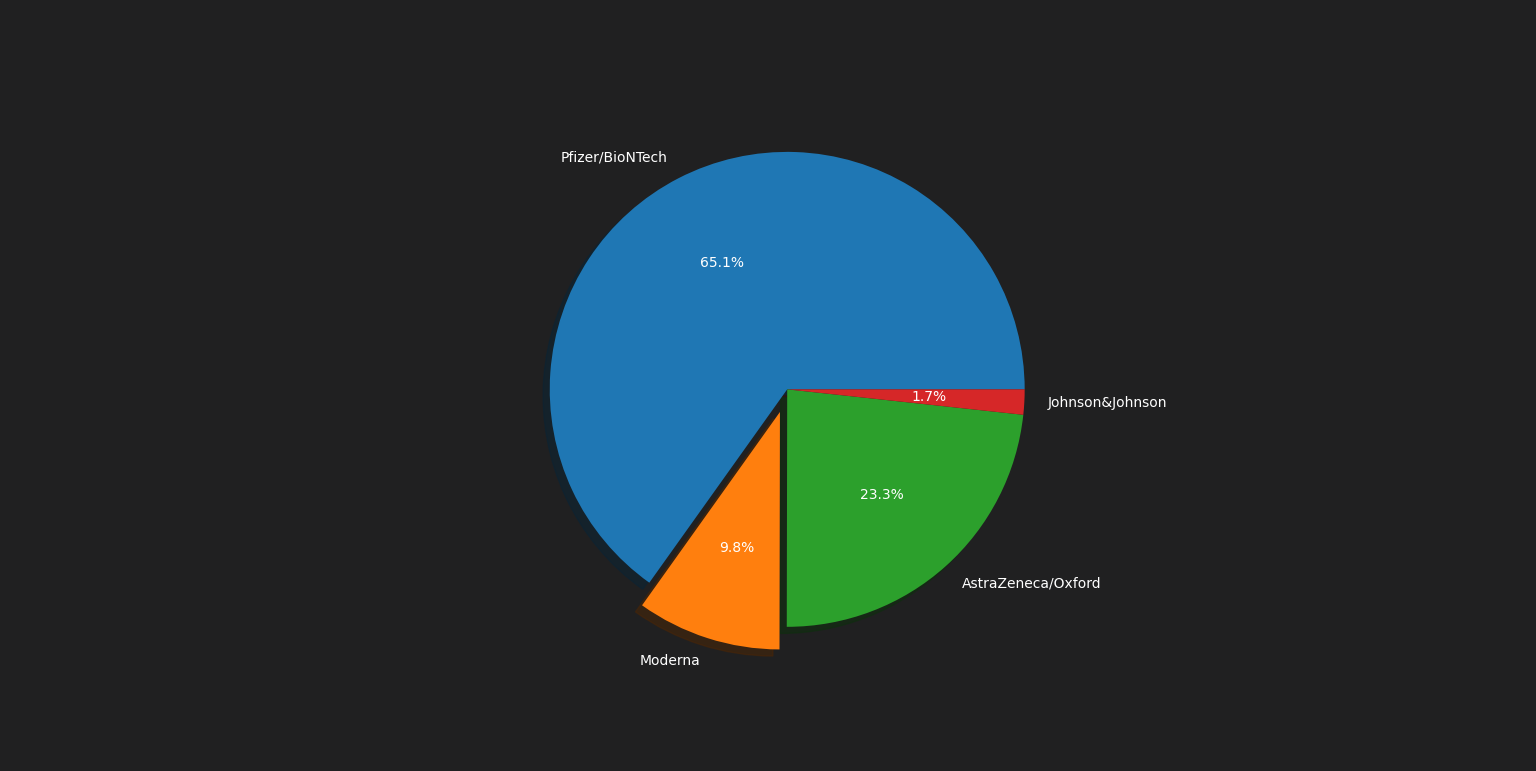 Pfizer/BioNTech
65.1%
1.7%
Johnson&Johnson
23.3%
9.8%
AstraZeneca/Oxford
Moderna